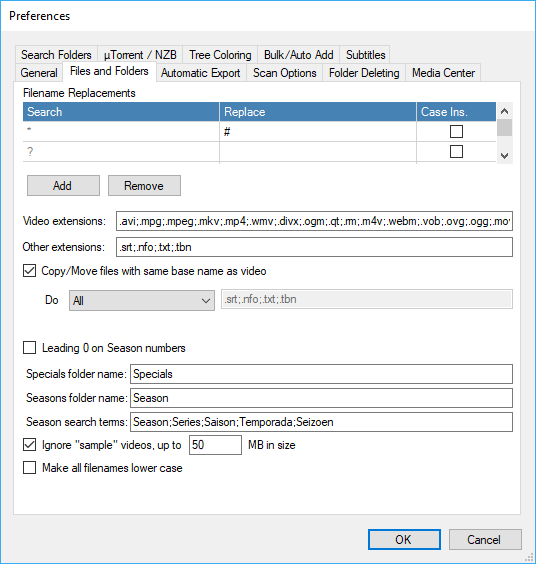 Preferences
Search Folders µTorrent / NZB Tree Coloring Bulk/Auto Add Subtitles
General Files and Folders Automatic Export Scan Options Folder Deleting Media Center
Filename Replacements
Search Replace Case Ins.
* #
?
Add Remove
Video extensions: .avi;.mpg;.mpeg;.mkv;.mp4;.wmv;.divx;.ogm;.qt;.rm;.m4v;.webm;.vob;.ovg;.ogg;.mov
Other extensions: .srt;.nfo;.txt;.tbn
Copy/Move files with same base name as video
Do All .srt;.nfo;.txt;.tbn
Leading 0 on Season numbers
Specials folder name: Specials
Seasons folder name: Season
Season search terms: Season;Series;Saison;Temporada;Seizoen
Ignore "sample" videos, up to 50 MB in size
Make all filenames lower case
OK Cancel